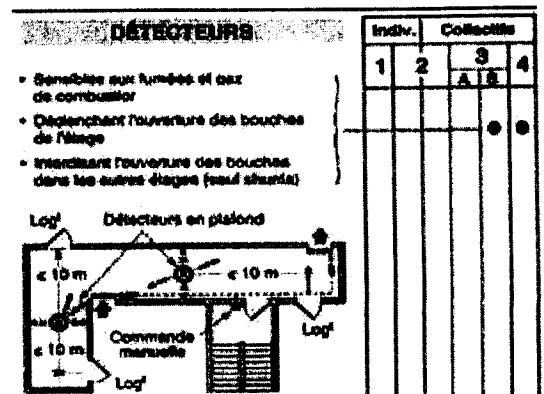 DÉTECTEURS
Indiv. Collectifs
1 2 3 4
A B
• Sensibles aux fumées et gaz
de combustion
• Déclenchant l'ouverture des bouches
de l'étage
• Interdisant l'ouverture des bouches
dans les autres étages (sauf shunts)
Logt Détecteurs en plafond
< 10 m < 10 m
Commande
manuelle
Logt
< 10 m
Logt